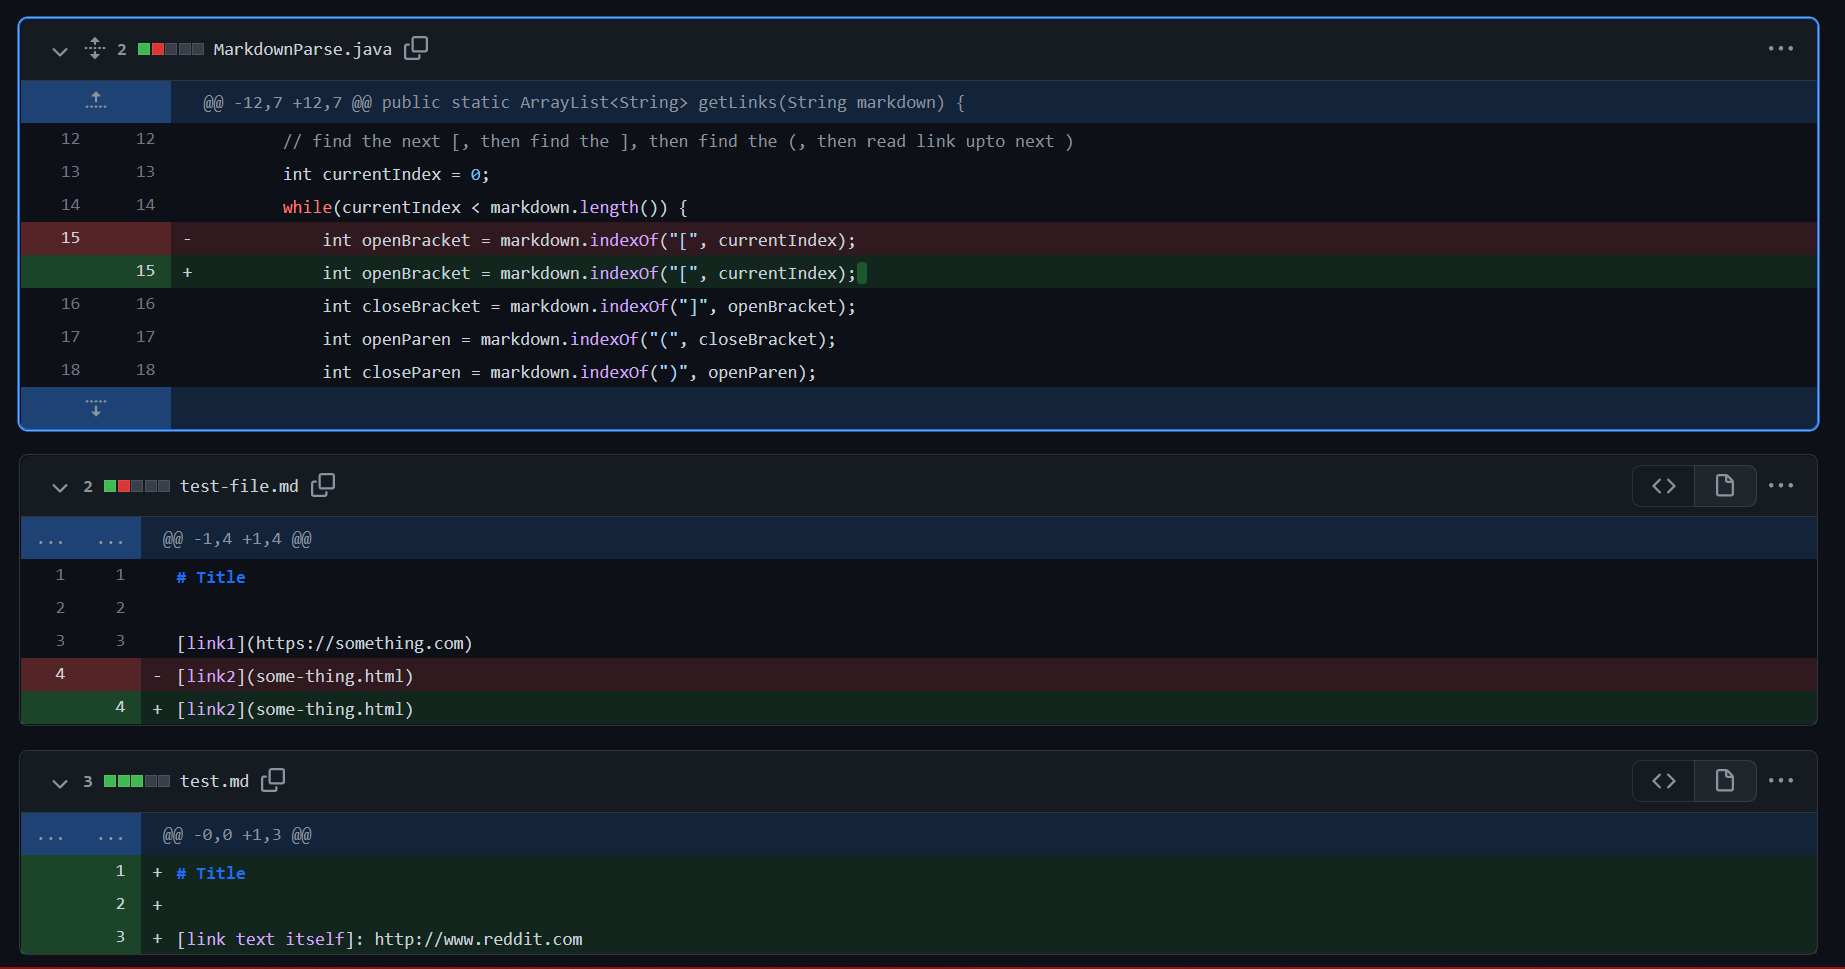 2 MarkdownParse.java
@@ -12,7 +12,7 @@ public static ArrayList<String> getLinks(String markdown) {
12 12 // find the next [, then find the ], then find the (, then read link upto next )
13 13 int currentIndex = 0;
14 14 while(currentIndex < markdown.length()) {
15 - int openBracket = markdown.indexOf("[", currentIndex);
15 + int openBracket = markdown.indexOf("[", currentIndex);
16 16 int closeBracket = markdown.indexOf("]", openBracket);
17 17 int openParen = markdown.indexOf("(", closeBracket);
18 18 int closeParen = markdown.indexOf(")", openParen);
2 test-file.md
... ... @@ -1,4 +1,4 @@
1 1 # Title
2 2
3 3 [link1](https://something.com)
4 - [link2](some-thing.html)
4 + [link2](some-thing.html)
3 test.md
... ... @@ -0,0 +1,3 @@
1 + # Title
2 +
3 + [link text itself]: http://www.reddit.com